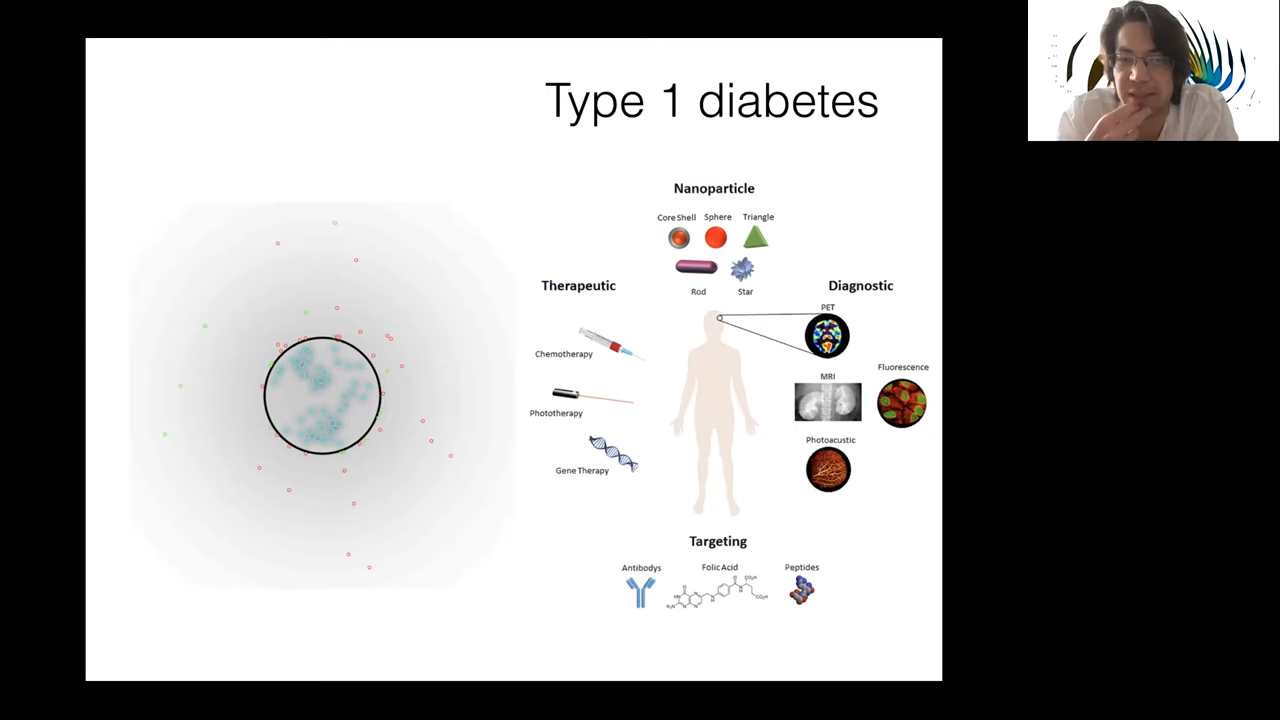 Type 1 diabetes
Nanoparticle
Core Shell Sphere Triangle
Rod Star
Therapeutic
Chemotherapy
Phototherapy
Gene Therapy
Diagnostic
PET
MRI
Fluorescence
Photoacustic
Targeting
Antibodys Folic Acid Peptides